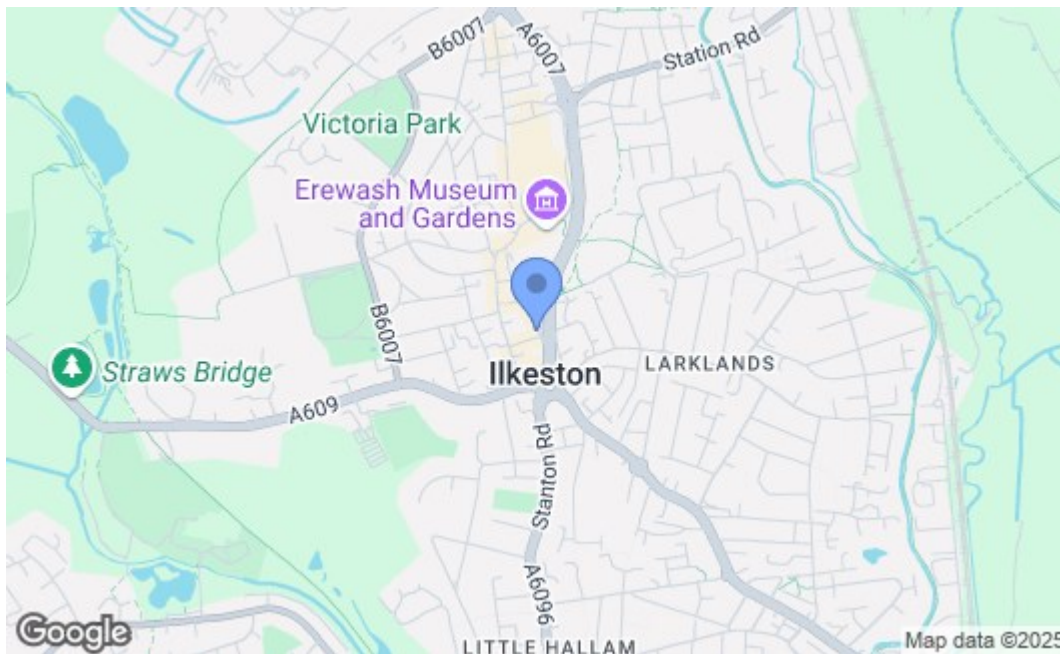 B6007
A6007
Station Rd
Victoria Park
Erewash Museum
and Gardens
B6007
Ilkeston
LARKLANDS
Straws Bridge
A609
Stanton Rd
A6096
LITTLE HALLAM
Google
Map data ©2025